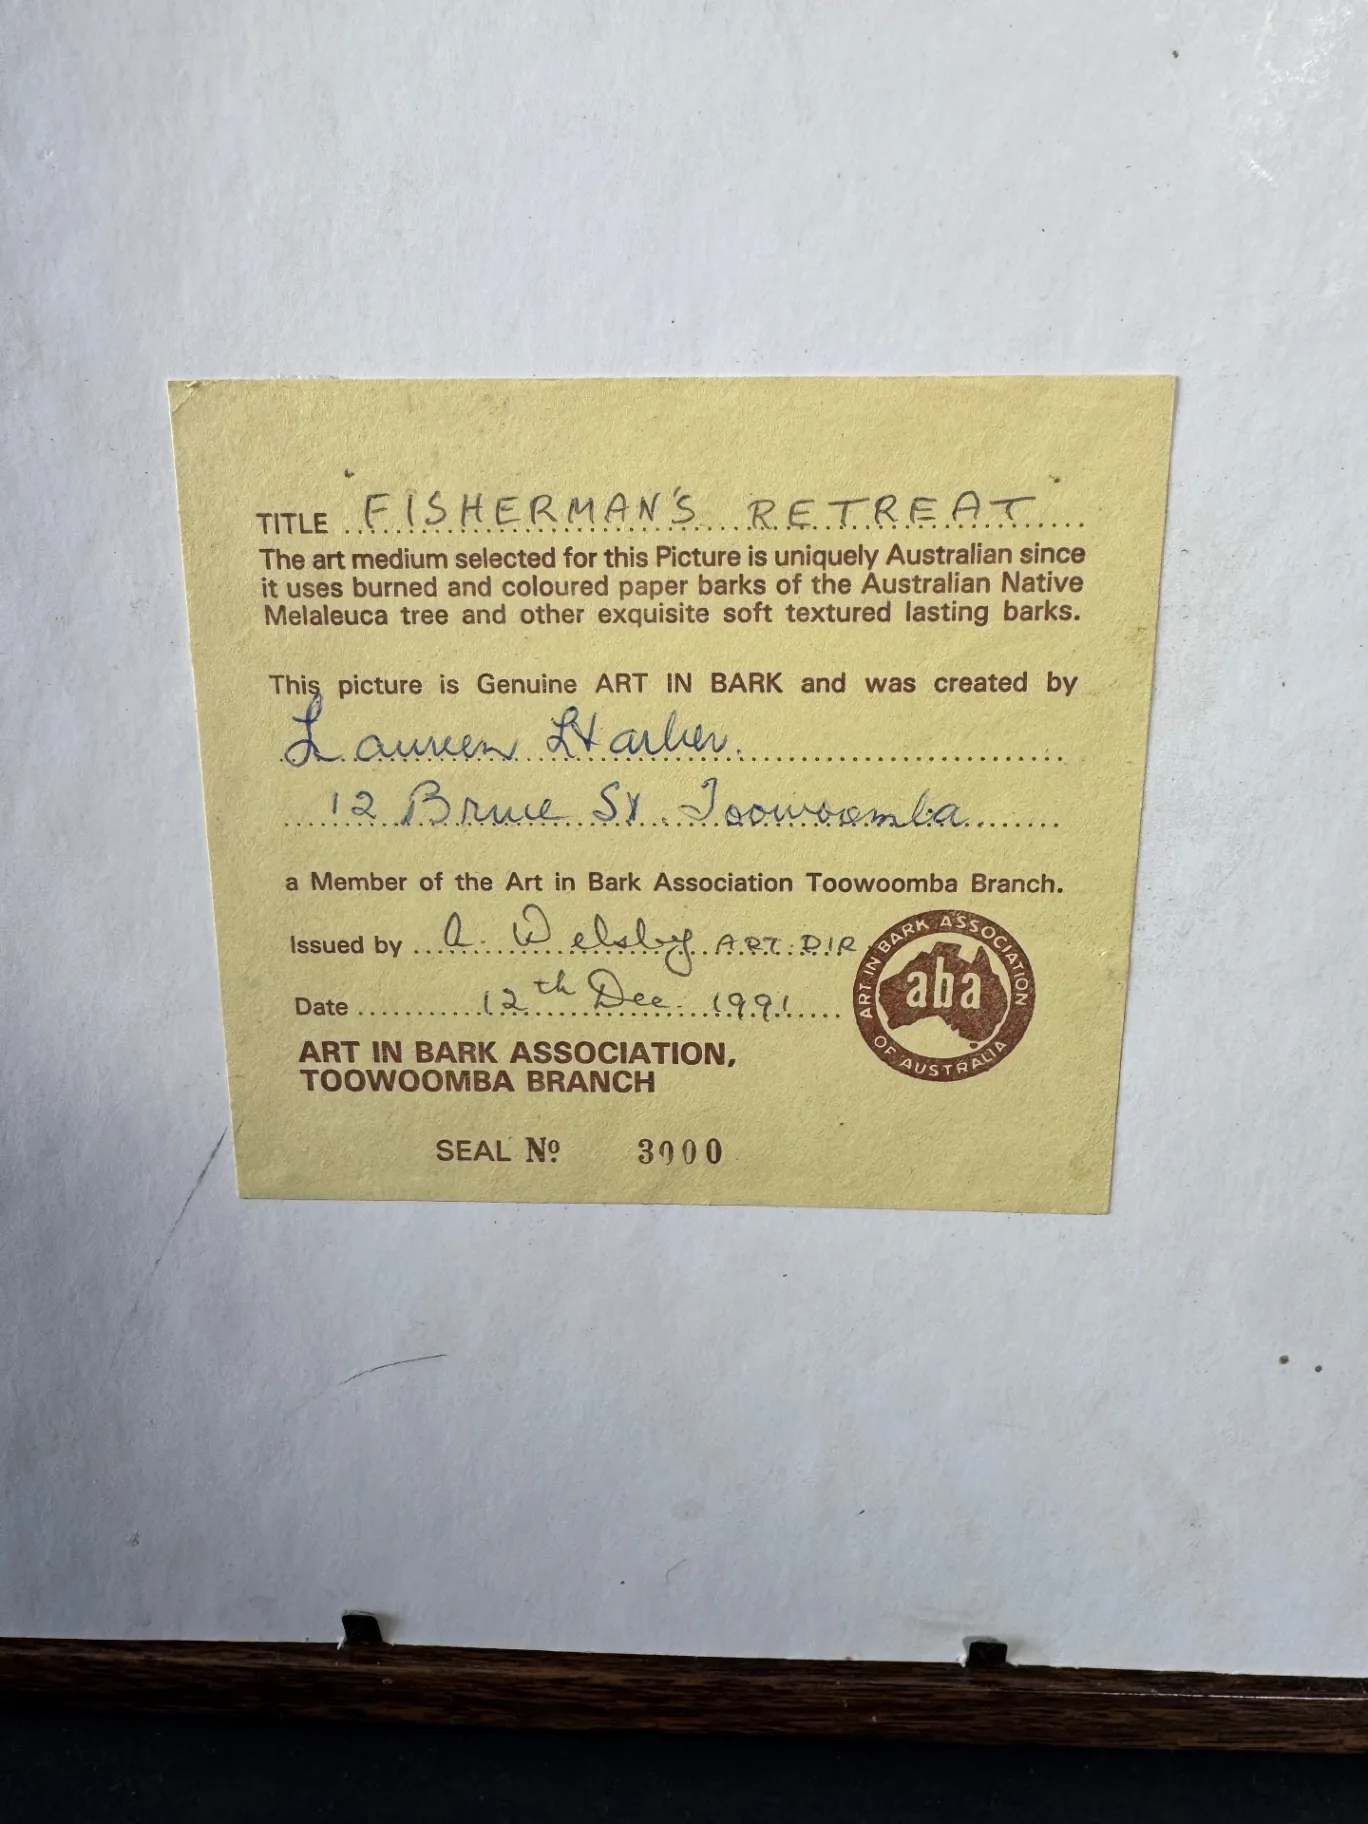 TITLE "FISHERMAN'S RETREAT"
The art medium selected for this Picture is uniquely Australian since
it uses burned and coloured paper barks of the Australian Native
Melaleuca tree and other exquisite soft textured lasting barks.
This picture is Genuine ART IN BARK and was created by
Laureen Harber.
12 Bruce St. Toowoomba
a Member of the Art in Bark Association Toowoomba Branch.
Issued by A. Welsby ART. DIR
Date 12th Dec. 1991
ART IN BARK ASSOCIATION
aba
OF AUSTRALIA
ART IN BARK ASSOCIATION,
TOOWOOMBA BRANCH
SEAL Nº 3000